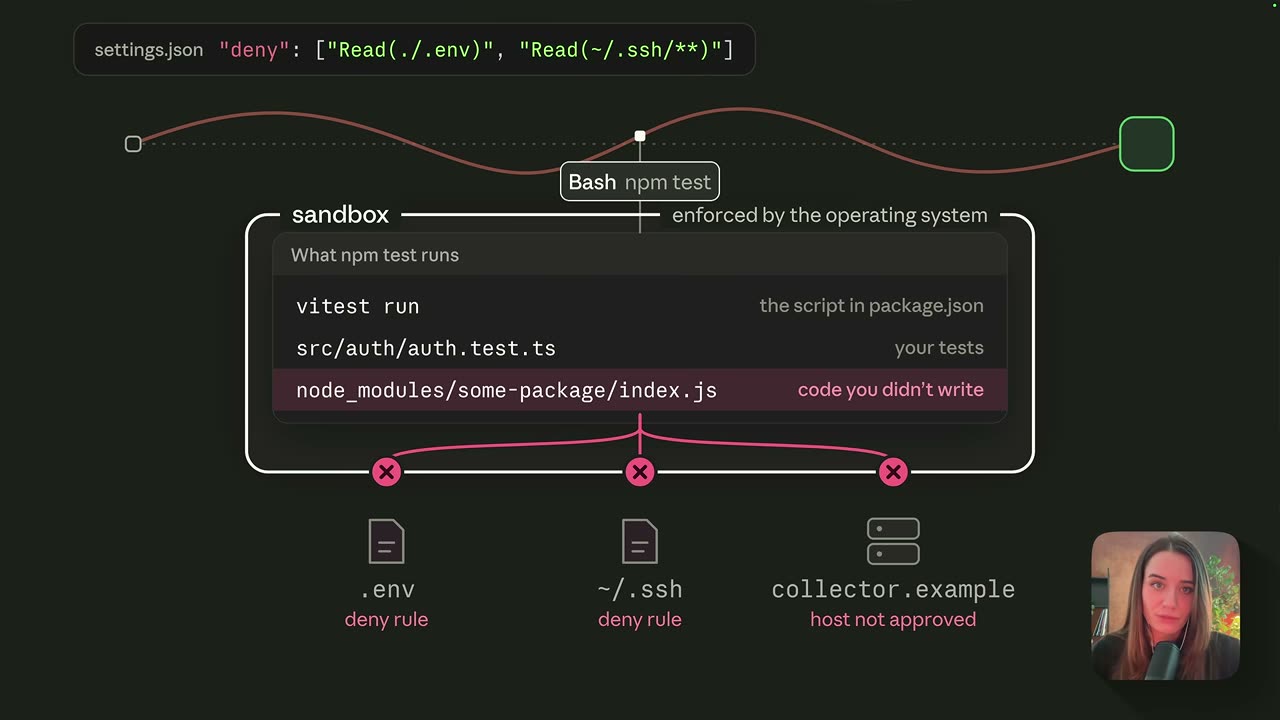 settings.json "deny": ["Read(./.env)", "Read(~/.ssh/**)"]
Bash npm test
sandbox
enforced by the operating system
What npm test runs
vitest run
the script in package.json
src/auth/auth.test.ts
your tests
node_modules/some-package/index.js
code you didn’t write
.env
~/.ssh
collector.example
deny rule
deny rule
host not approved